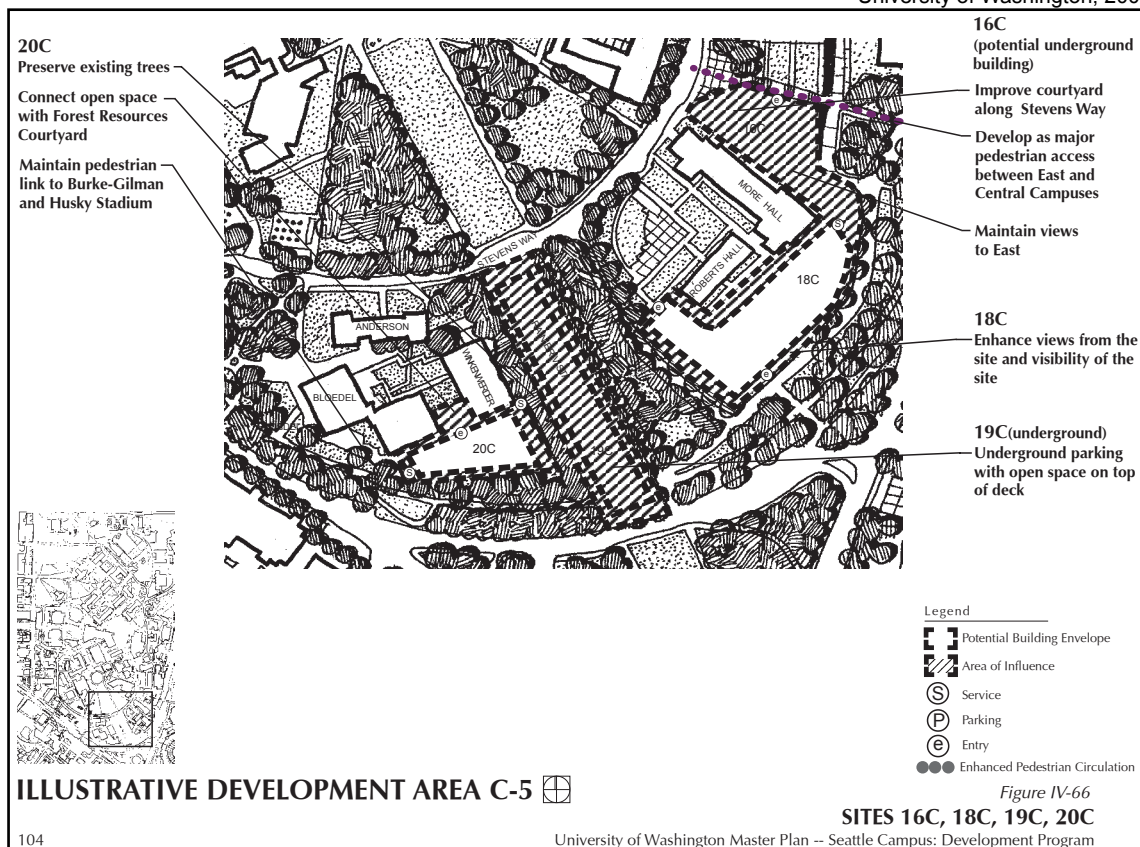 University of Washington, 200
20C
Preserve existing trees
Connect open space
with Forest Resources
Courtyard
Maintain pedestrian
link to Burke-Gilman
and Husky Stadium
16C
(potential underground
building)
Improve courtyard
along Stevens Way
Develop as major
pedestrian access
between East and
Central Campuses
Maintain views
to East
18C
Enhance views from the
site and visibility of the
site
19C(underground)
Underground parking
with open space on top
of deck
e
16C
MORE HALL
S
ROBERTS HALL
18C
STEVENS WAY
e
ANDERSON
WINKENWERDER
BLOEDEL
S
e
20C
19C
S
e
Legend
Potential Building Envelope
Area of Influence
S Service
P Parking
e Entry
Enhanced Pedestrian Circulation
ILLUSTRATIVE DEVELOPMENT AREA C-5
Figure IV-66
SITES 16C, 18C, 19C, 20C
104
University of Washington Master Plan -- Seattle Campus: Development Program